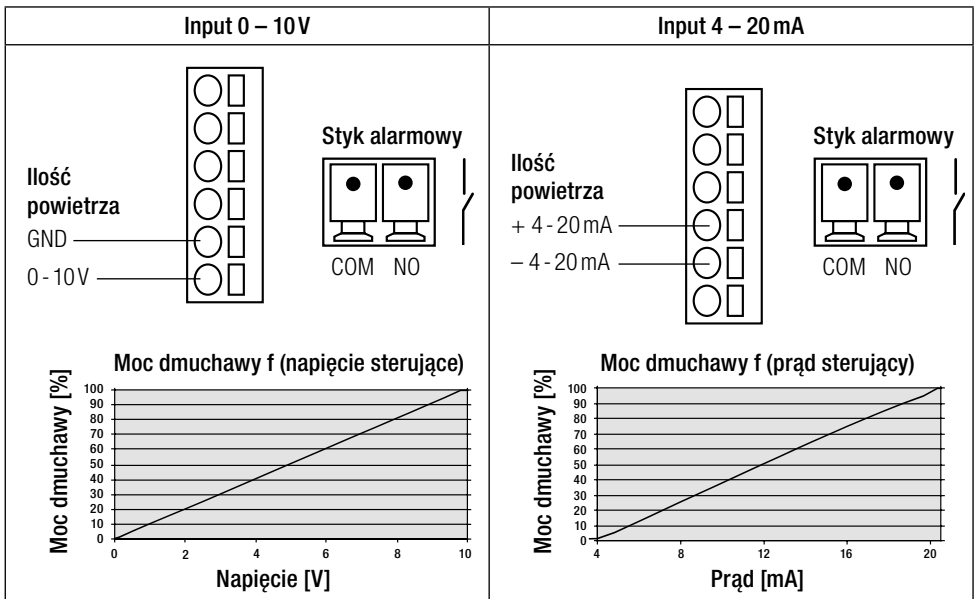 Input 0 – 10 V
Ilość
powietrza
GND
0 - 10 V
Styk alarmowy
COM NO
Moc dmuchawy f (napięcie sterujące)
Moc dmuchawy [%]
100
90
80
70
60
50
40
30
20
10
0
0 2 4 6 8 10
Napięcie [V]
Input 4 – 20 mA
Ilość
powietrza
+ 4 - 20 mA
– 4 - 20 mA
Styk alarmowy
COM NO
Moc dmuchawy f (prąd sterujący)
Moc dmuchawy [%]
100
90
80
70
60
50
40
30
20
10
0
4 8 12 16 20
Prąd [mA]